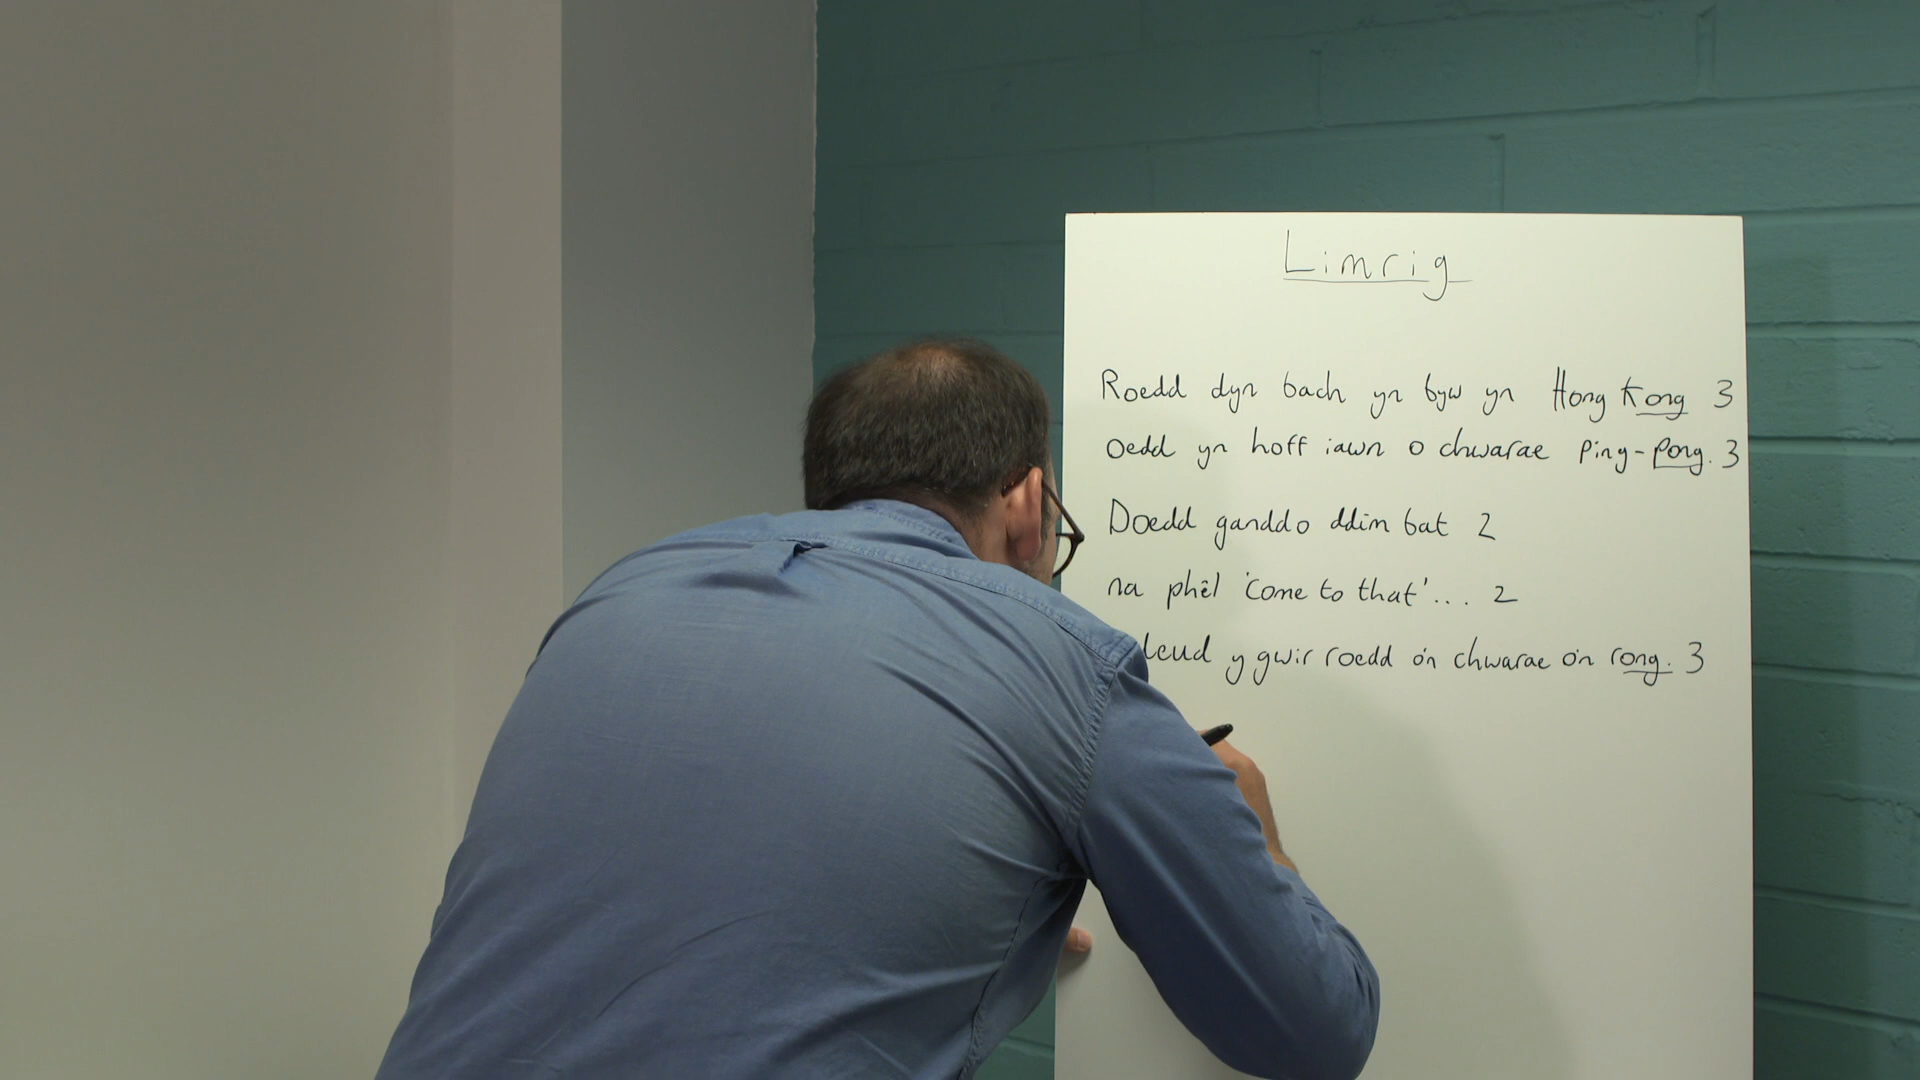 Limrig
Roedd dyn bach yn byw yn Hong Kong 3
oedd yn hoff iawn o chwarae Ping-Pong. 3
Doedd ganddo ddim bat 2
na phêl 'come to that'... 2
deud y gwir roedd o'n chwarae o'n rong. 3